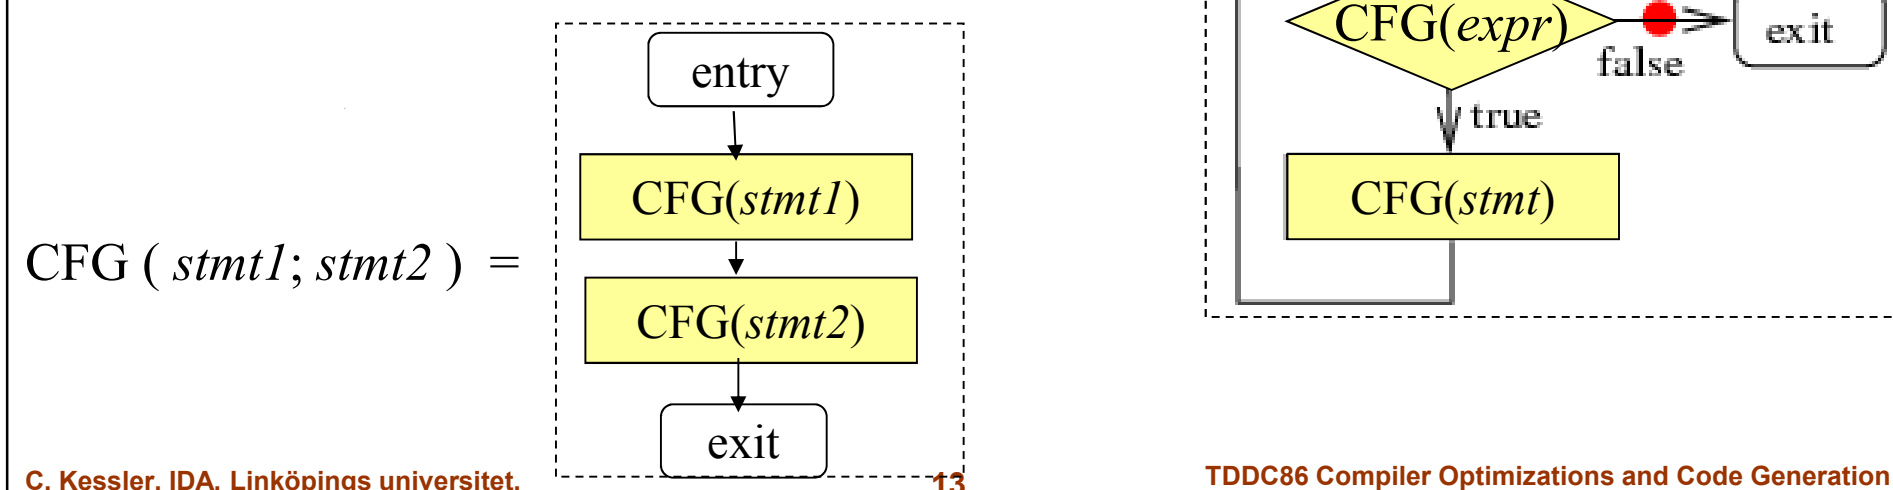 entry
CFG(stmt1)
CFG ( stmt1; stmt2 ) =
CFG(stmt2)
exit
C. Kessler, IDA, Linköpings universitet.
13
CFG(expr)
exit
false
true
CFG(stmt)
TDDC86 Compiler Optimizations and Code Generation